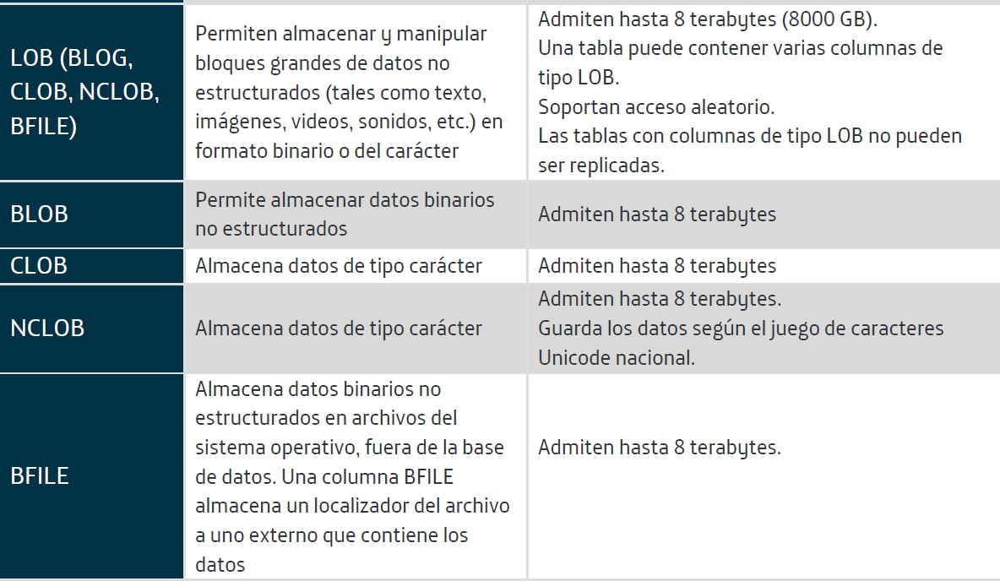 LOB (BLOG,
CLOB, NCLOB,
BFILE)
Permiten almacenar y manipular
bloques grandes de datos no
estructurados (tales como texto,
imágenes, videos, sonidos, etc.) en
formato binario o del carácter
Admiten hasta 8 terabytes (8000 GB).
Una tabla puede contener varias columnas de
tipo LOB.
Soportan acceso aleatorio.
Las tablas con columnas de tipo LOB no pueden
ser replicadas.
BLOB
Permite almacenar datos binarios
no estructurados
Admiten hasta 8 terabytes
CLOB
Almacena datos de tipo carácter
Admiten hasta 8 terabytes
NCLOB
Almacena datos de tipo carácter
Admiten hasta 8 terabytes.
Guarda los datos según el juego de caracteres
Unicode nacional.
BFILE
Almacena datos binarios no
estructurados en archivos del
sistema operativo, fuera de la base
de datos. Una columna BFILE
almacena un localizador del archivo
a uno externo que contiene los
datos
Admiten hasta 8 terabytes.